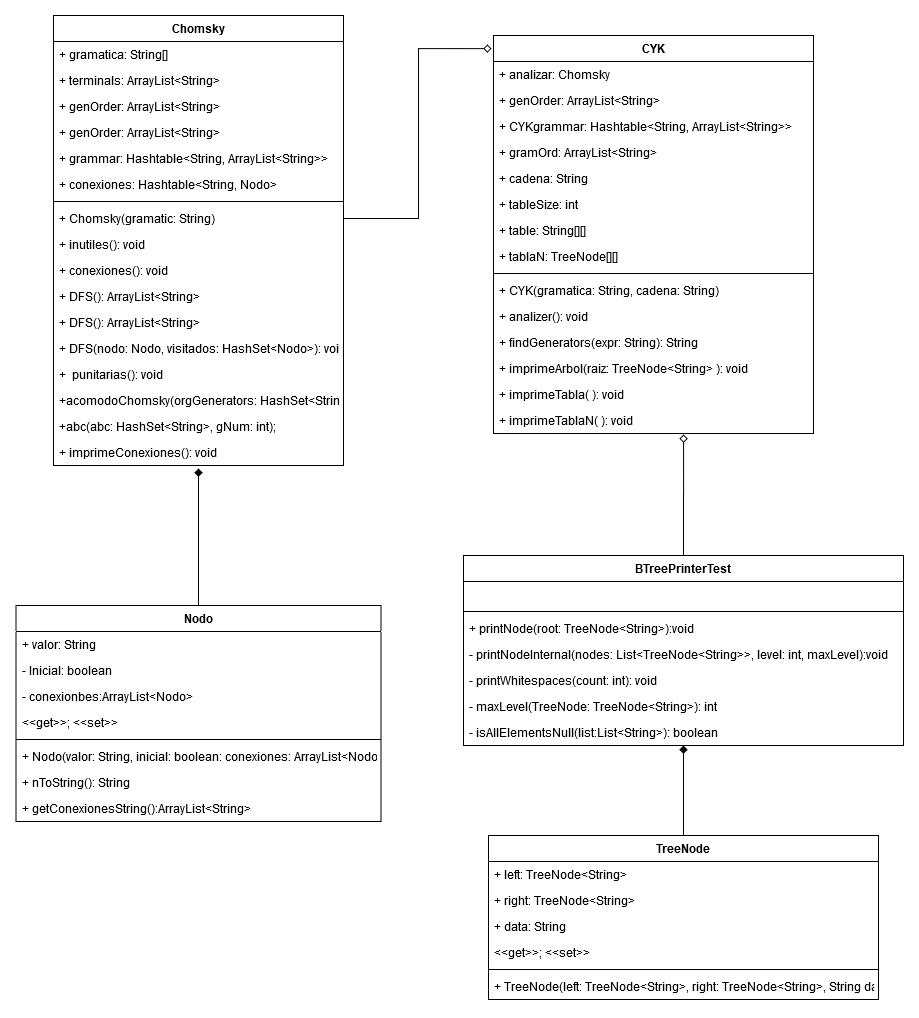 Chomsky
+ gramatica: String[]
+ terminals: ArrayList<String>
+ genOrder: ArrayList<String>
+ genOrder: ArrayList<String>
+ grammar: Hashtable<String, ArrayList<String>>
+ conexiones: Hashtable<String, Nodo>
+ Chomsky(gramatic: String)
+ inutiles(): void
+ conexiones(): void
+ DFS(): ArrayList<String>
+ DFS(): ArrayList<String>
+ DFS(nodo: Nodo, visitados: HashSet<Nodo>): voi
+ punitarias(): void
+acomodoChomsky(orgGenerators: HashSet<Strin
+abc(abc: HashSet<String>, gNum: int);
+ imprimeConexiones(): void
CYK
+ analizar: Chomsky
+ genOrder: ArrayList<String>
+ CYKgrammar: Hashtable<String, ArrayList<String>>
+ gramOrd: ArrayList<String>
+ cadena: String
+ tableSize: int
+ table: String[][]
+ tablaN: TreeNode[][]
+ CYK(gramatica: String, cadena: String)
+ analizer(): void
+ findGenerators(expr: String): String
+ imprimeArbol(raiz: TreeNode<String> ): void
+ imprimeTabla( ): void
+ imprimeTablaN( ): void
Nodo
+ valor: String
- Inicial: boolean
- conexionbes:ArrayList<Nodo>
<<get>>; <<set>>
+ Nodo(valor: String, inicial: boolean: conexiones: ArrayList<Nodo
+ nToString(): String
+ getConexionesString():ArrayList<String>
BTreePrinterTest
+ printNode(root: TreeNode<String>):void
- printNodeInternal(nodes: List<TreeNode<String>>, level: int, maxLevel):void
- printWhitespaces(count: int): void
- maxLevel(TreeNode: TreeNode<String>): int
- isAllElementsNull(list:List<String>): boolean
TreeNode
+ left: TreeNode<String>
+ right: TreeNode<String>
+ data: String
<<get>>; <<set>>
+ TreeNode(left: TreeNode<String>, right: TreeNode<String>, String da